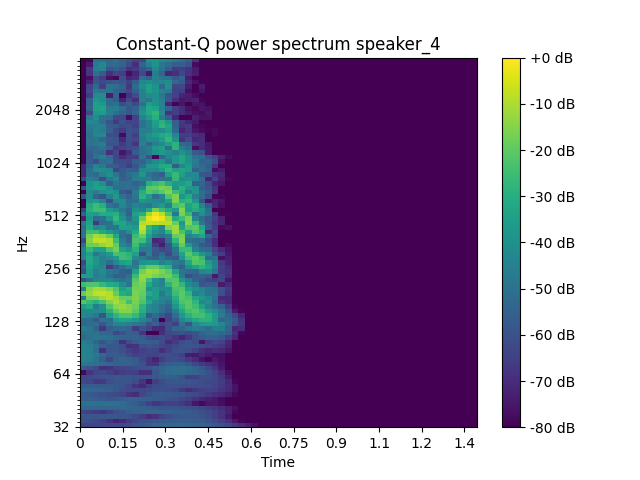 Constant-Q power spectrum speaker_4
+0 dB
2048
-10 dB
1024
-20 dB
512
-30 dB
Hz
-40 dB
256
-50 dB
128
-60 dB
64
-70 dB
32
-80 dB
0 0.15 0.3 0.45 0.6 0.75 0.9 1.1 1.2 1.4
Time